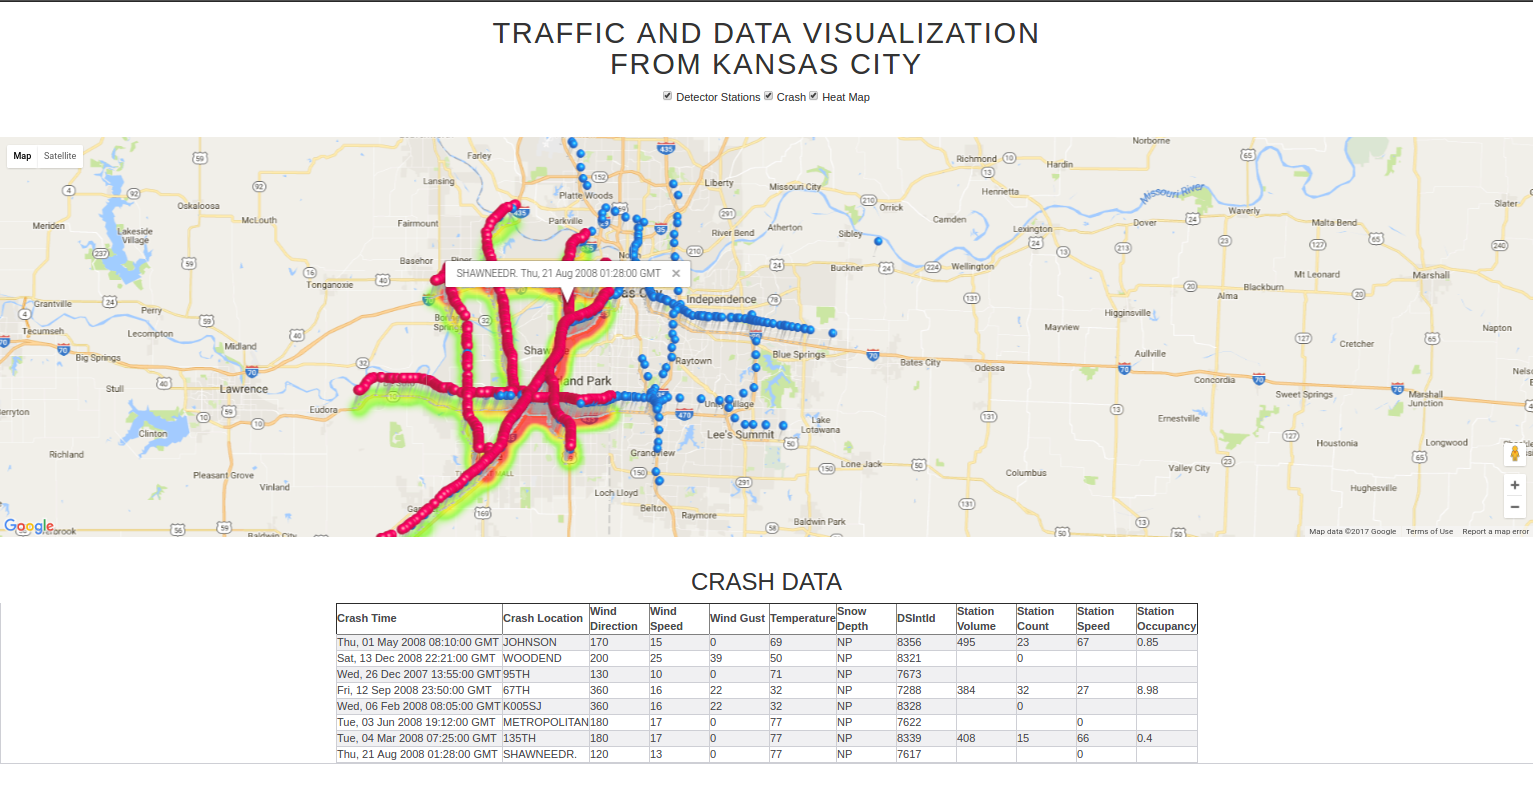 TRAFFIC AND DATA VISUALIZATION
FROM KANSAS CITY
Detector Stations Crash Heat Map
Map Satellite
Norborne
Farley
Richmond
Hardin
Lansing
Liberty
Missouri City
Henrietta
Platte Woods
Missouri River
Oskaloosa
McLouth
Fairmount
Parkville
River Bend
Atherton
Sibley
Orrick
Camden
Lexington
Dover
Waverly
Malta Bend
Slater
Meriden
Lakeside
Village
Basehor
Buckner
Wellington
Mt Leonard
Marshall
SHAWNEEDR. Thu, 21 Aug 2008 01:28:00 GMT
Tonganoxie
Grantville
Perry
Independence
Alma
Blackburn
Higginsville
Tecumseh
Lecompton
Midland
Mayview
Napton
Big Springs
Raytown
Blue Springs
Bates City
Odessa
Aullville
Cretcher
Stull
Lawrence
Eudora
Concordia
Sweet Springs
Marshall
Junction
Clinton
Lee's Summit
Lake
Lotawana
Ernestville
Houstonia
Longwood
Richland
Pleasant Grove
Vinland
Grandview
Lone Jack
Columbus
Valley City
Loch Lloyd
Belton
Raymore
Hughesville
Baldwin City
Baldwin Park
Google
Map data ©2017 Google Terms of Use Report a map error
CRASH DATA
Crash Time Crash Location Wind Direction Wind Speed Wind Gust Temperature Snow Depth DSIntId Station Volume Station Count Station Speed Station Occupancy
Thu, 01 May 2008 08:10:00 GMT JOHNSON 170 15 0 69 NP 8356 495 23 67 0.85
Sat, 13 Dec 2008 22:21:00 GMT WOODEND 200 25 39 50 NP 8321 0
Wed, 26 Dec 2007 13:55:00 GMT 95TH 130 10 0 71 NP 7673
Fri, 12 Sep 2008 23:50:00 GMT 67TH 360 16 22 32 NP 7288 384 32 27 8.98
Wed, 06 Feb 2008 08:05:00 GMT K005SJ 360 16 22 32 NP 8328 0
Tue, 03 Jun 2008 19:12:00 GMT METROPOLITAN 180 17 0 77 NP 7622 0
Tue, 04 Mar 2008 07:25:00 GMT 135TH 180 17 0 77 NP 8339 408 15 66 0.4
Thu, 21 Aug 2008 01:28:00 GMT SHAWNEEDR. 120 13 0 77 NP 7617 0